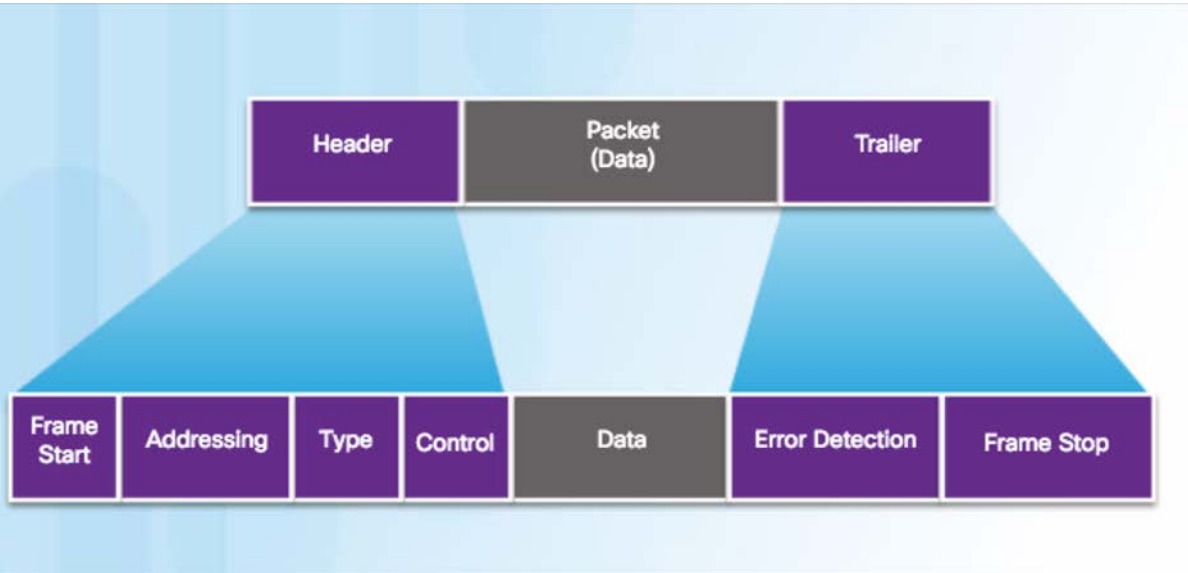 Header
Packet
(Data)
Trailer
Frame
Start
Addressing
Type
Control
Data
Error Detection
Frame Stop